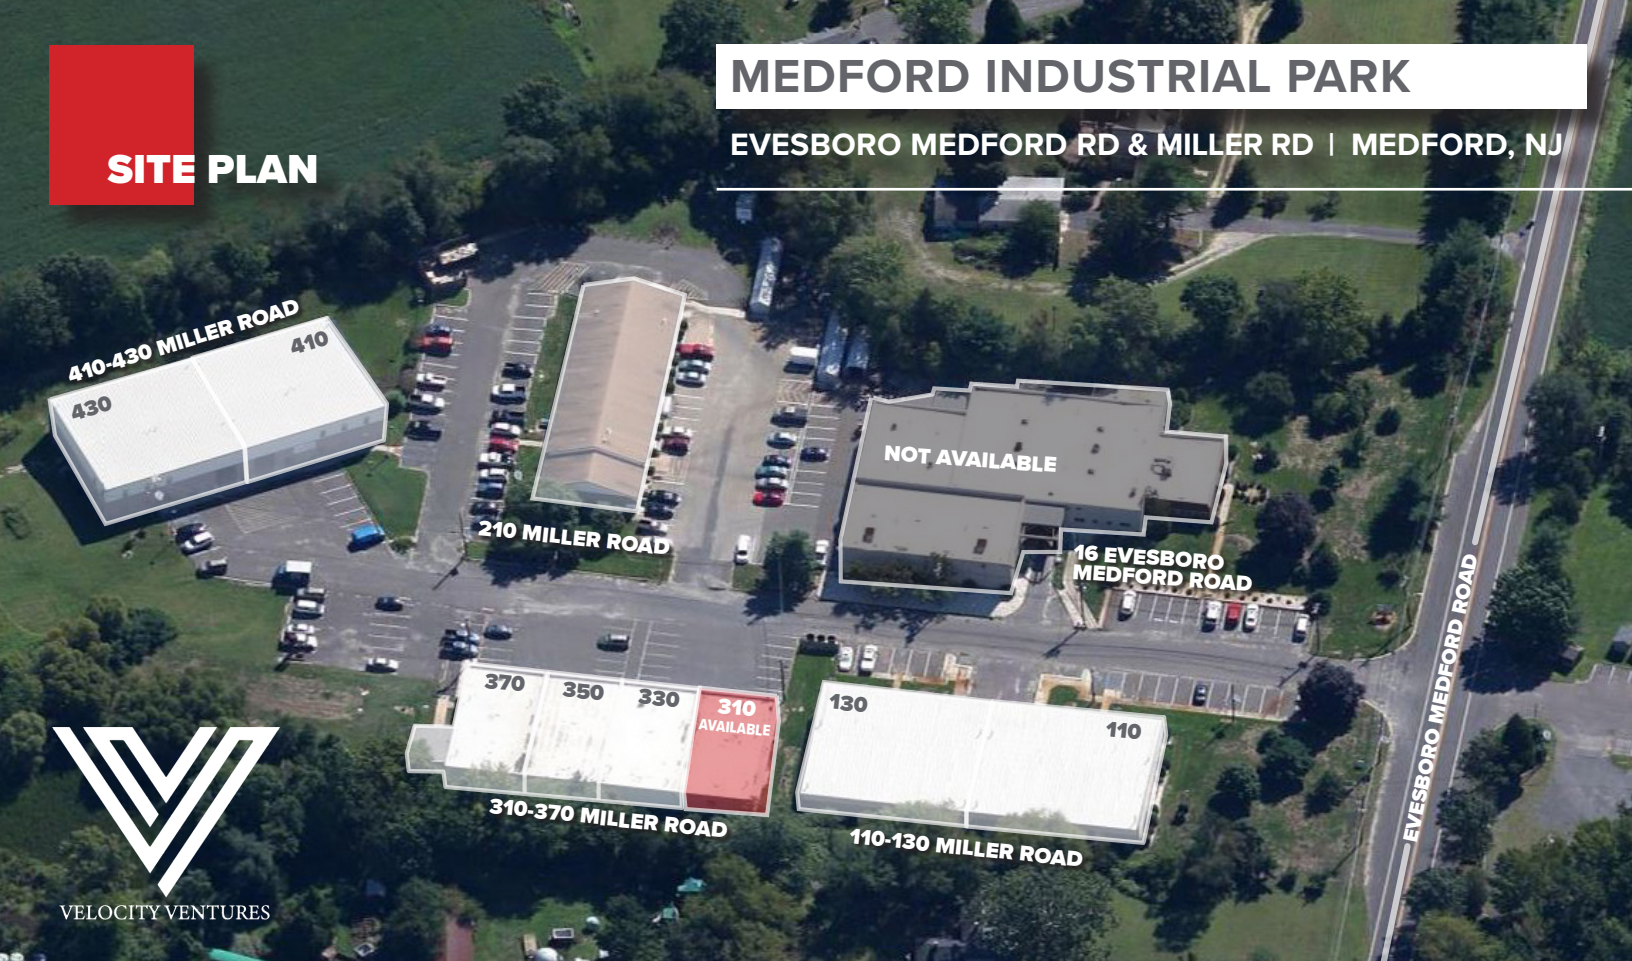 MEDFORD INDUSTRIAL PARK
SITE PLAN
EVESBORO MEDFORD RD & MILLER RD | MEDFORD, NJ
410-430 MILLER ROAD
410
430
NOT AVAILABLE
210 MILLER ROAD
16 EVESBORO
MEDFORD ROAD
EVESBORO MEDFORD ROAD
370
350
330
310
AVAILABLE
130
110
310-370 MILLER ROAD
110-130 MILLER ROAD
VELOCITY VENTURES